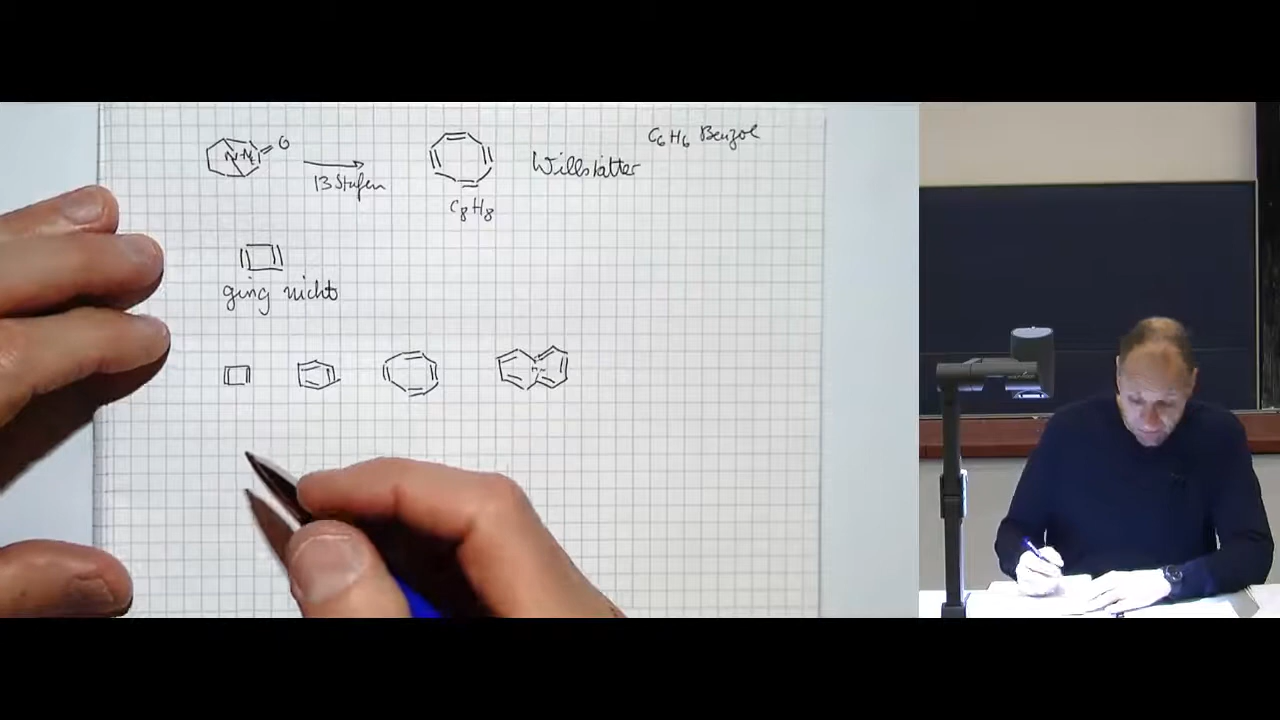 C6H6 Benzol
O
13 Stufen
Willstätter
C8H8
ging nicht